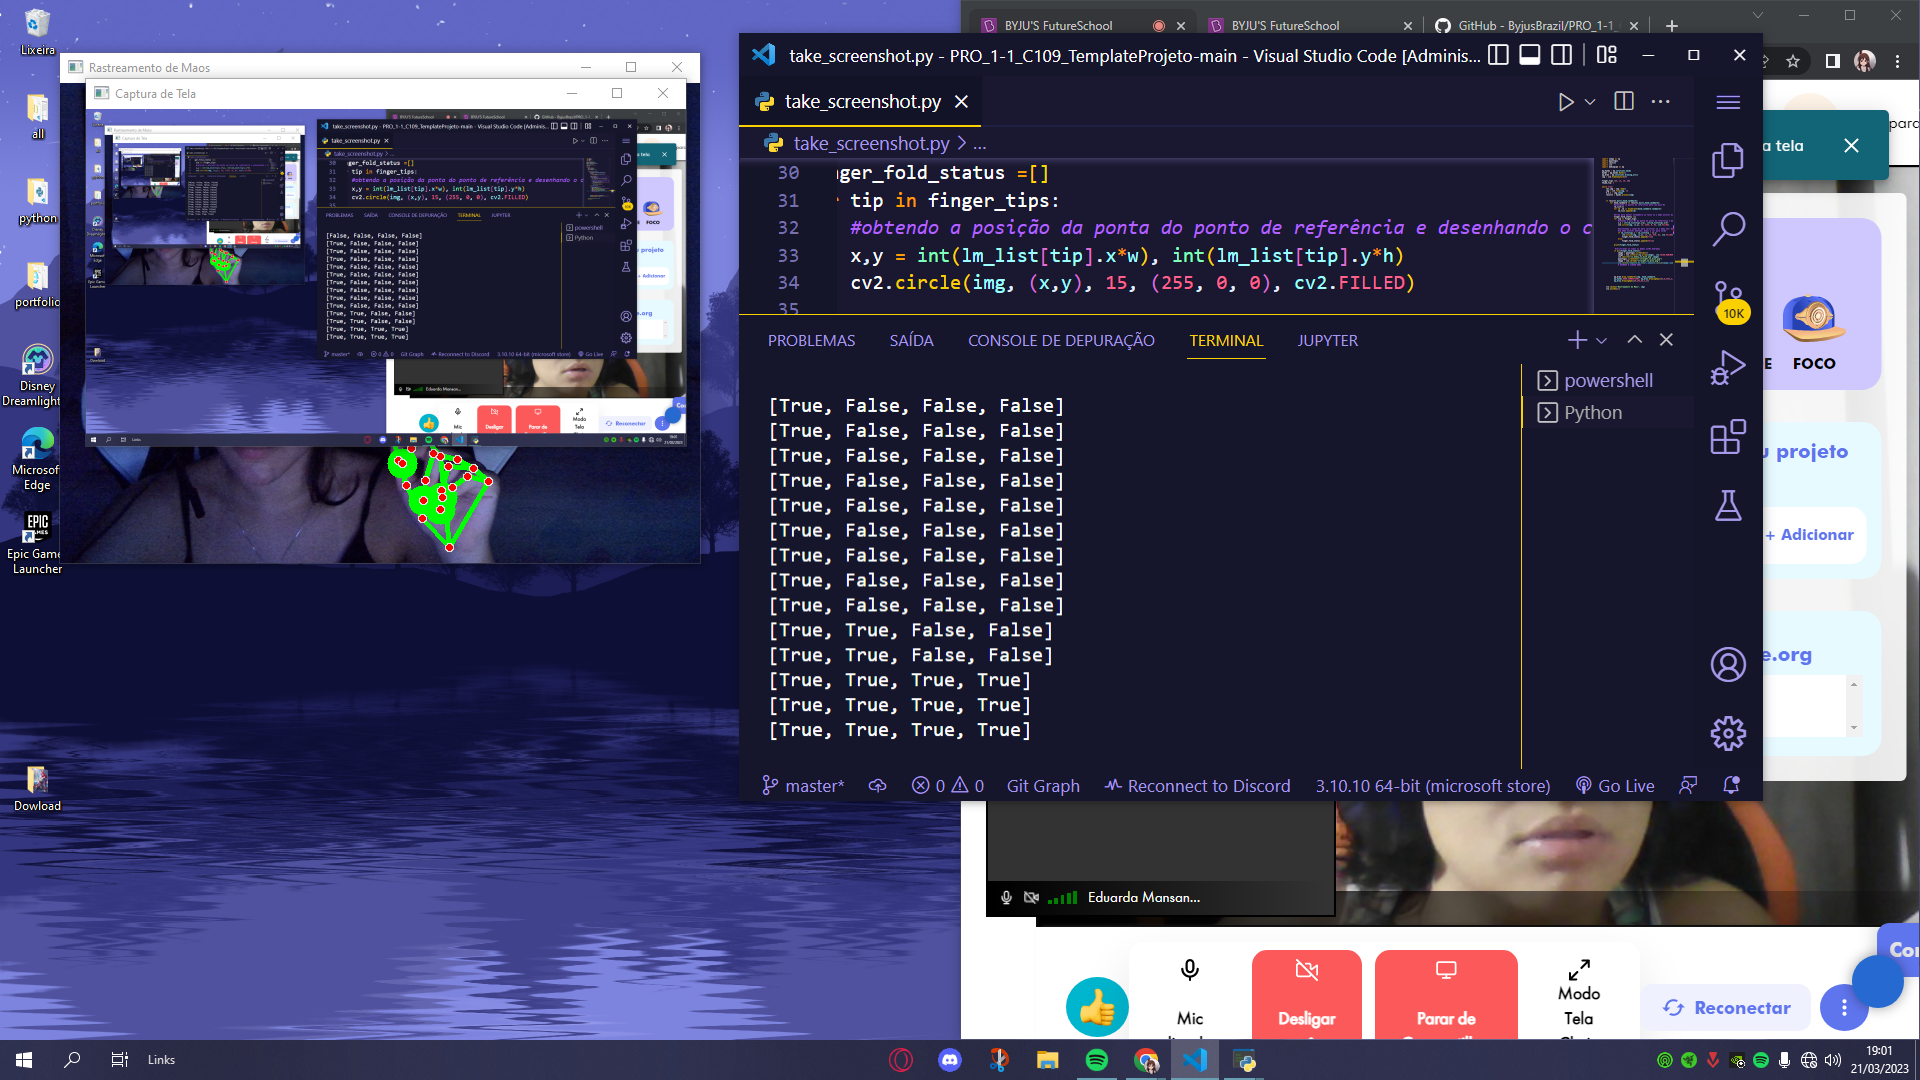 Lixeira
all
python
portfolio
Disney
Dreamlight
Microsoft
Edge
Epic Games
Launcher
Dowload
Rastreamento de Maos
Captura de Tela
BYJU'S FutureSchool
BYJU'S FutureSchool
GitHub - ByjusBrazil/PRO_1-1
take_screenshot.py - PRO_1-1_C109_TemplateProjeto-main - Visual Studio Code [Adminis...
take_screenshot.py
take_screenshot.py > ...
30 ger_fold_status =[]
31 tip in finger_tips:
32 #obtendo a posição da ponta do ponto de referência e desenhando o c
33 x,y = int(lm_list[tip].x*w), int(lm_list[tip].y*h)
34 cv2.circle(img, (x,y), 15, (255, 0, 0), cv2.FILLED)
35
PROBLEMAS SAÍDA CONSOLE DE DEPURAÇÃO TERMINAL JUPYTER
powershell
Python
[True, False, False, False]
[True, False, False, False]
[True, False, False, False]
[True, False, False, False]
[True, False, False, False]
[True, False, False, False]
[True, False, False, False]
[True, False, False, False]
[True, False, False, False]
[True, True, False, False]
[True, True, False, False]
[True, True, True, True]
[True, True, True, True]
[True, True, True, True]
master* 0 0 Git Graph Reconnect to Discord 3.10.10 64-bit (microsoft store) Go Live
10K
para
a tela
E FOCO
u projeto
+ Adicionar
e.org
Eduarda Mansan...
Mic
Desligar
Parar de
Modo
Tela
Reconectar
Con
Links
19:01
21/03/2023